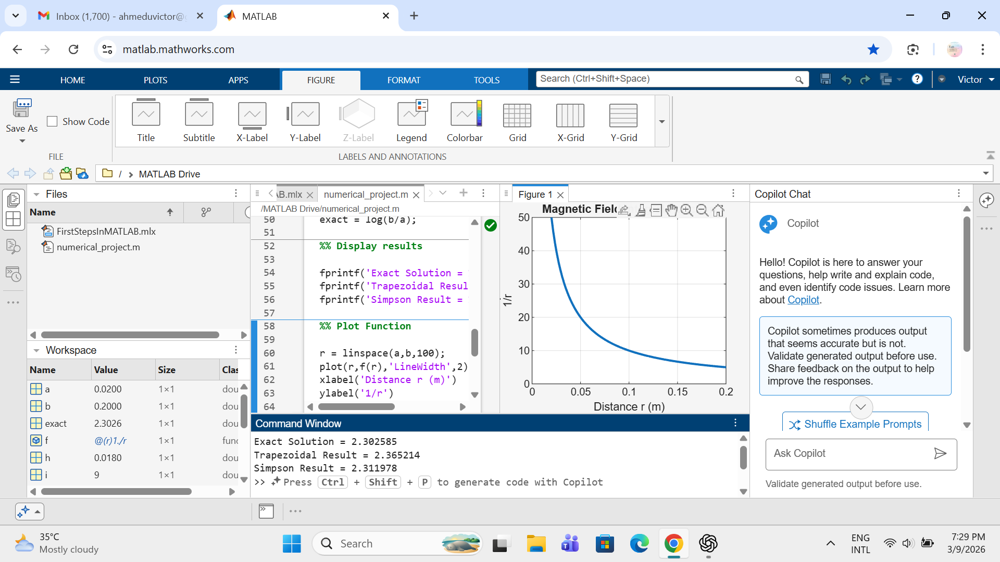 Inbox (1,700) - ahmeduvictor@g
MATLAB
matlab.mathworks.com
HOME
PLOTS
APPS
FIGURE
FORMAT
TOOLS
Search (Ctrl+Shift+Space)
Victor
Save As
Show Code
Title
Subtitle
X-Label
Y-Label
Z-Label
Legend
Colorbar
Grid
X-Grid
Y-Grid
FILE
LABELS AND ANNOTATIONS
/ > MATLAB Drive
Files
Name
FirstStepsInMATLAB.mlx
numerical_project.m
Workspace
Name Value Size Clas
a 0.0200 1×1 dou
b 0.2000 1×1 dou
exact 2.3026 1×1 dou
f @(r)1./r 1×1 func
h 0.0180 1×1 dou
i 9 1×1 dou
AB.mlx
numerical_project.m
/MATLAB Drive/numerical_project.m
50 exact = log(b/a);
51
52 %% Display results
53
54 fprintf('Exact Solution =
55 fprintf('Trapezoidal Resul
56 fprintf('Simpson Result =
57
58 %% Plot Function
59
60 r = linspace(a,b,100);
61 plot(r,f(r),'LineWidth',2)
62 xlabel('Distance r (m)')
63 ylabel('1/r')
64
Figure 1
Magnetic Field
50
40
30
20
10
0
1/r
0 0.05 0.1 0.15 0.2
Distance r (m)
Command Window
Exact Solution = 2.302585
Trapezoidal Result = 2.365214
Simpson Result = 2.311978
>> Press Ctrl + Shift + P to generate code with Copilot
Copilot Chat
Copilot
Hello! Copilot is here to answer your
questions, help write and explain code,
and even identify code issues. Learn more
about Copilot.
Copilot sometimes produces output
that seems accurate but is not.
Validate generated output before use.
Share feedback on the output to help
improve the responses.
Shuffle Example Prompts
Ask Copilot
Validate generated output before use.
35°C
Mostly cloudy
Search
ENG
INTL
7:29 PM
3/9/2026